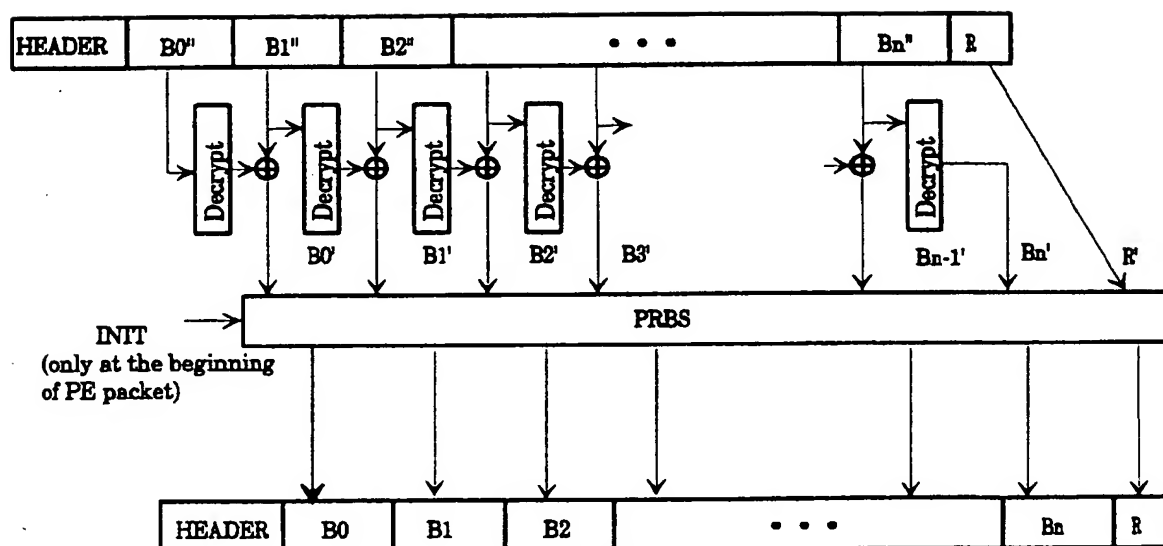 HEADER B0" B1" B2" • • • Bn" R
Decrypt Decrypt Decrypt Decrypt Decrypt
B0' B1' B2' B3' Bn-1' Bn' R'
PRBS
INIT
(only at the beginning
of PE packet)
HEADER B0 B1 B2 • • • Bn R